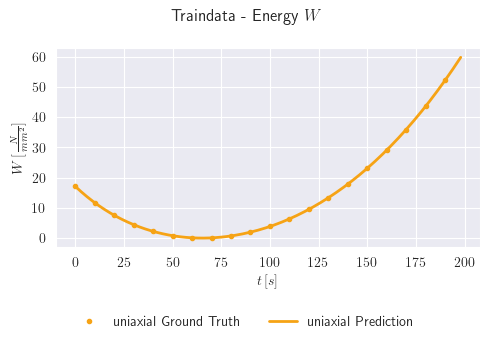 Traindata - Energy W
60
50
40
30
20
10
0
W [N/mm²]
0 25 50 75 100 125 150 175 200
t [s]
uniaxial Ground Truth uniaxial Prediction